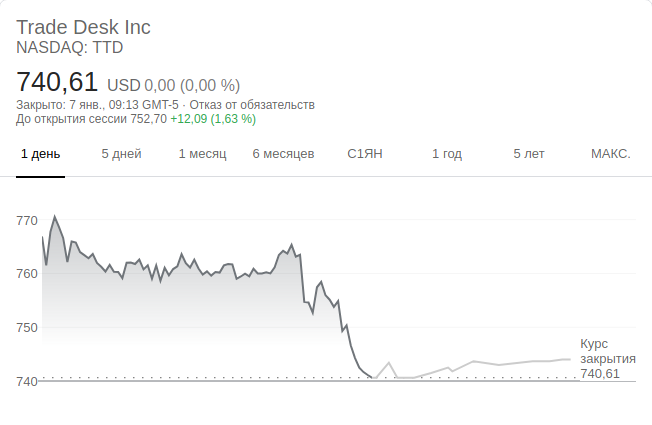 Trade Desk Inc
NASDAQ: TTD
740,61 USD 0,00 (0,00 %)
Закрыто: 7 янв., 09:13 GMT-5 · Отказ от обязательств
До открытия сессии 752,70 +12,09 (1,63 %)
1 день 5 дней 1 месяц 6 месяцев С1ЯН 1 год 5 лет МАКС.
770
760
750
740
Курс
закрытия
740,61